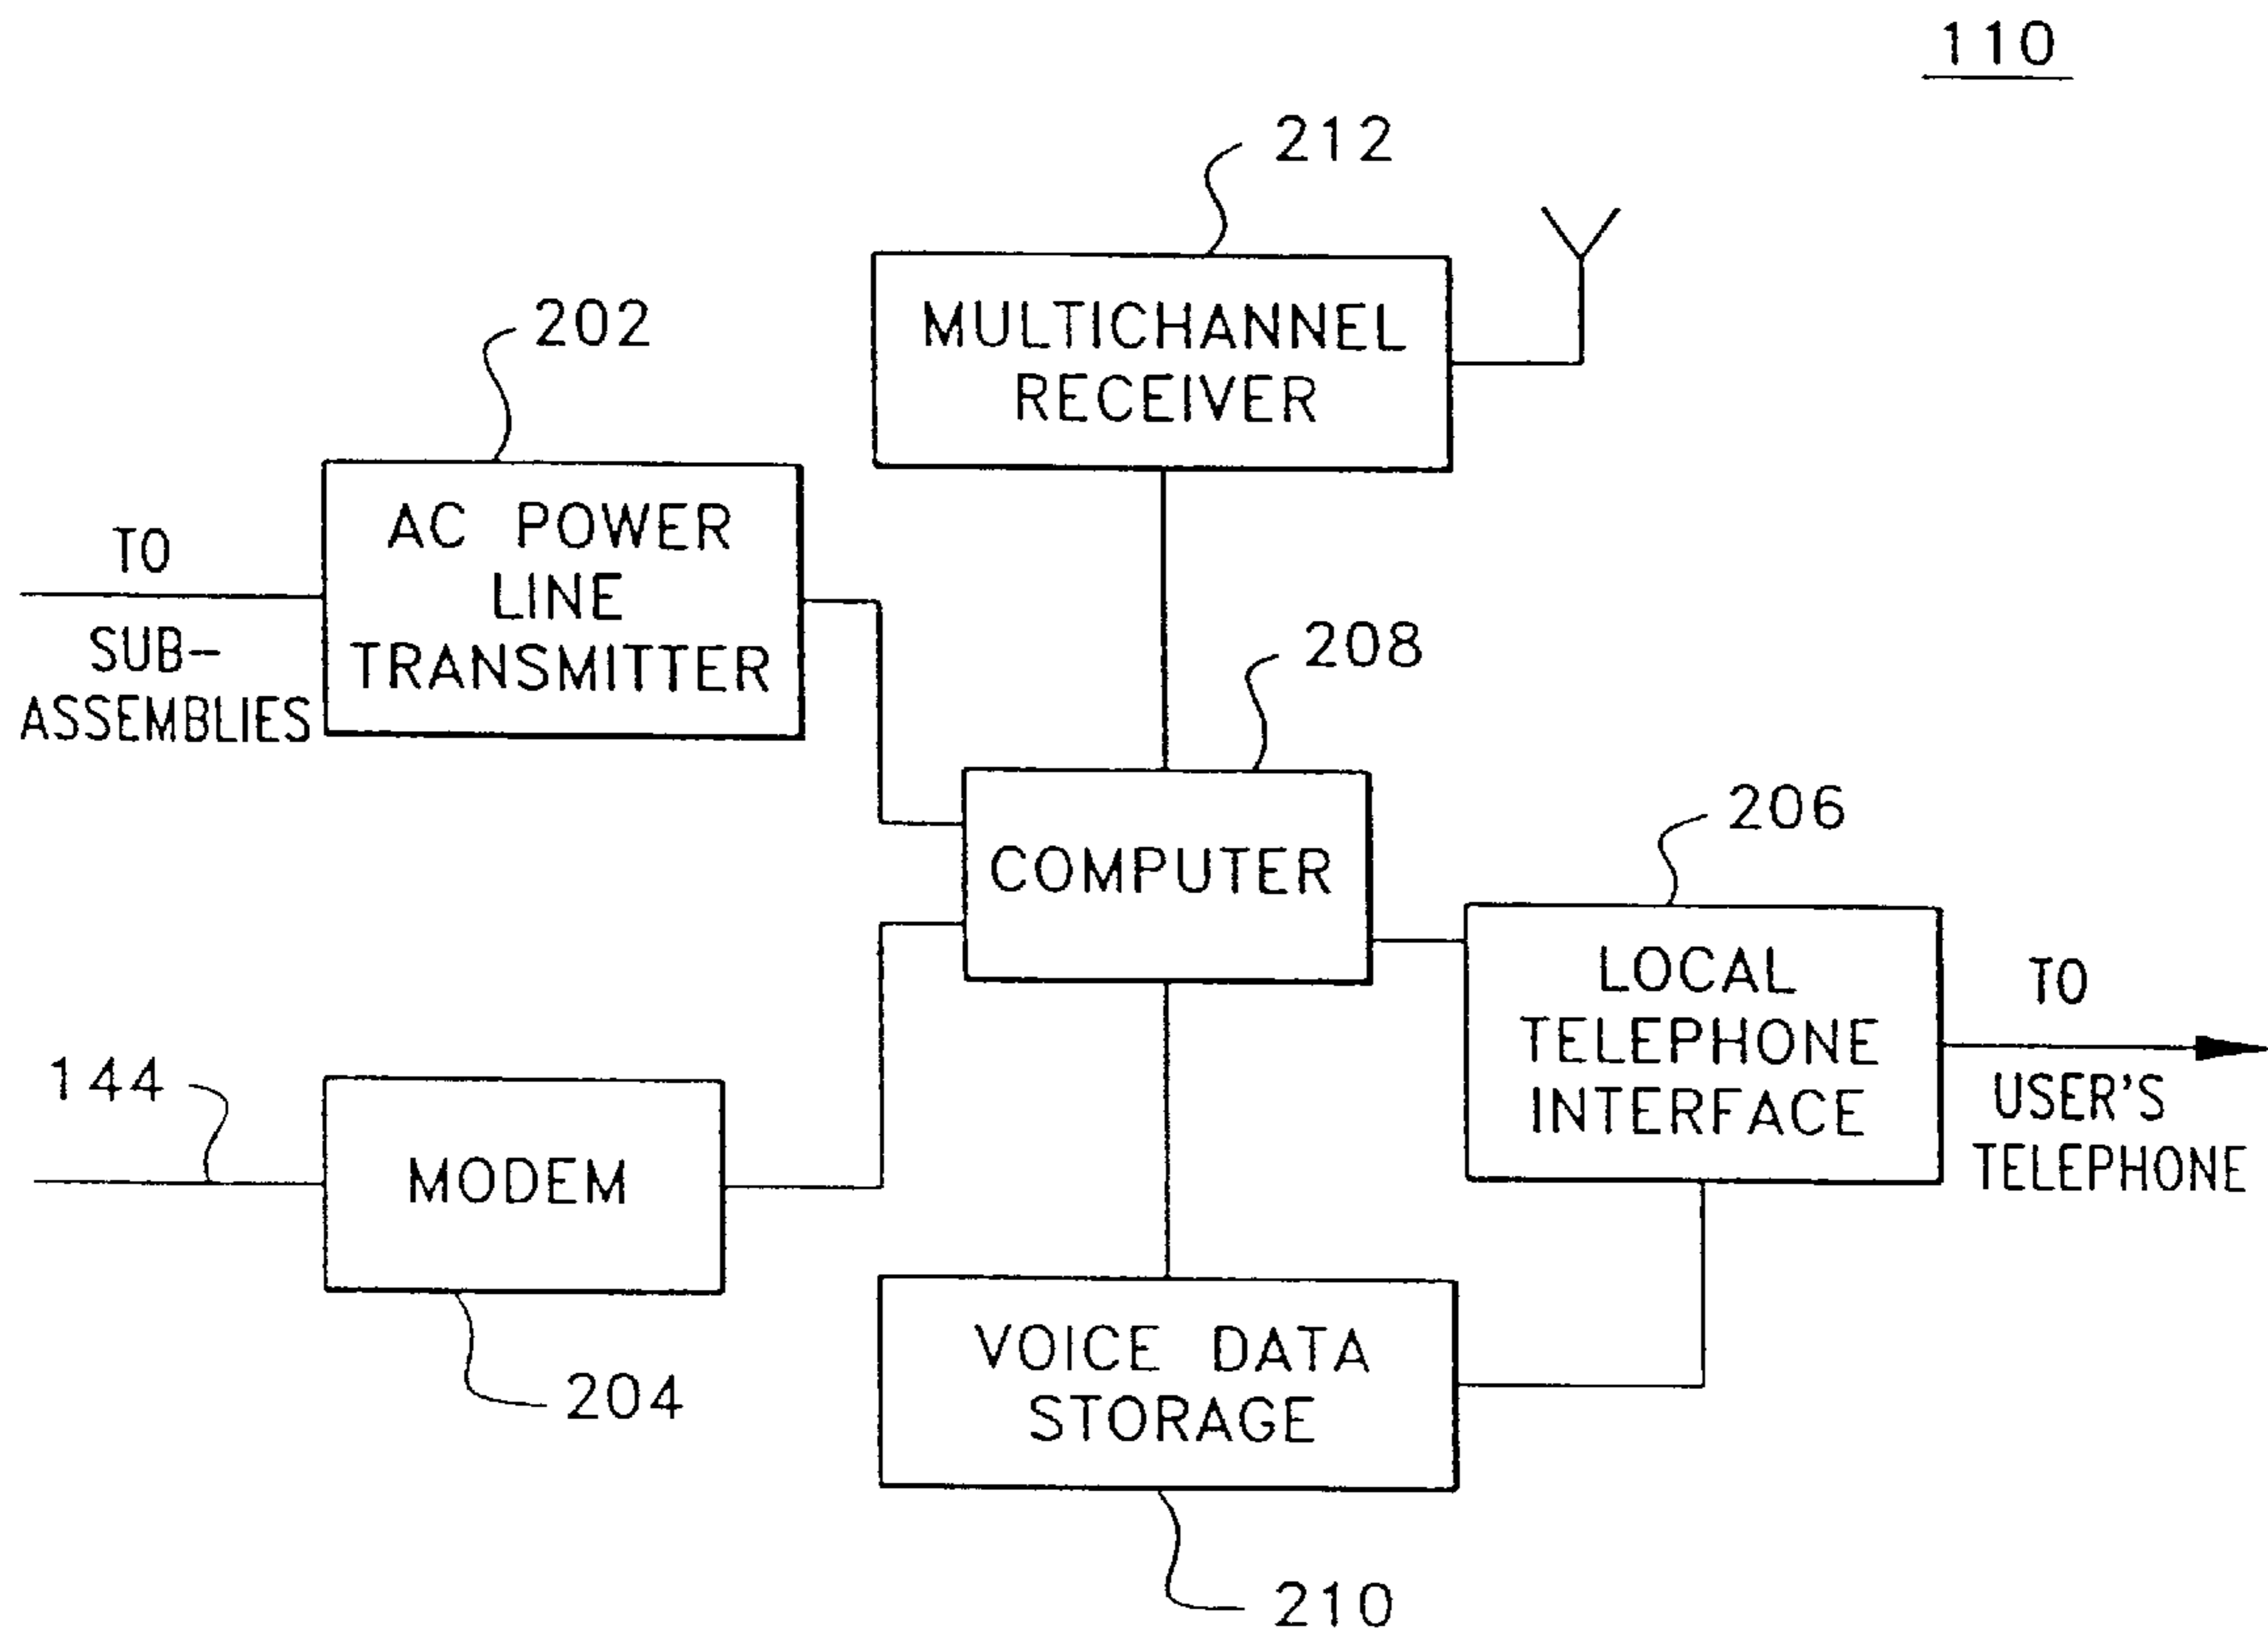 110
212
MULTICHANNEL
RECEIVER
202
AC POWER
LINE
TRANSMITTER
TO
SUB-
ASSEMBLIES
208
COMPUTER
206
LOCAL
TELEPHONE
INTERFACE
TO
USER'S
TELEPHONE
144
MODEM
204
VOICE DATA
STORAGE
210